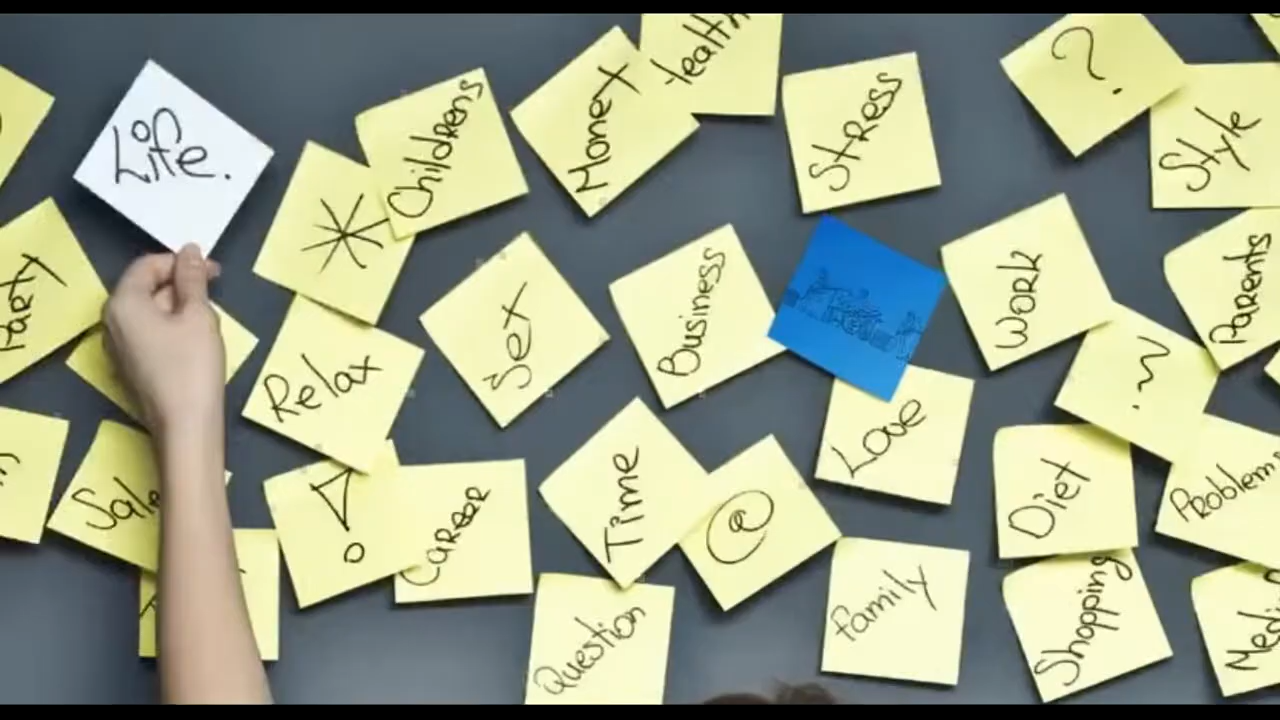 Life.
Childrens
Money
Health
Stress
?
Style
*
Party
Relax
Sex
Business
Work
Parents
Love
Sale
!
Career
Time
@
Diet
Problems
Question
Family
Shopping